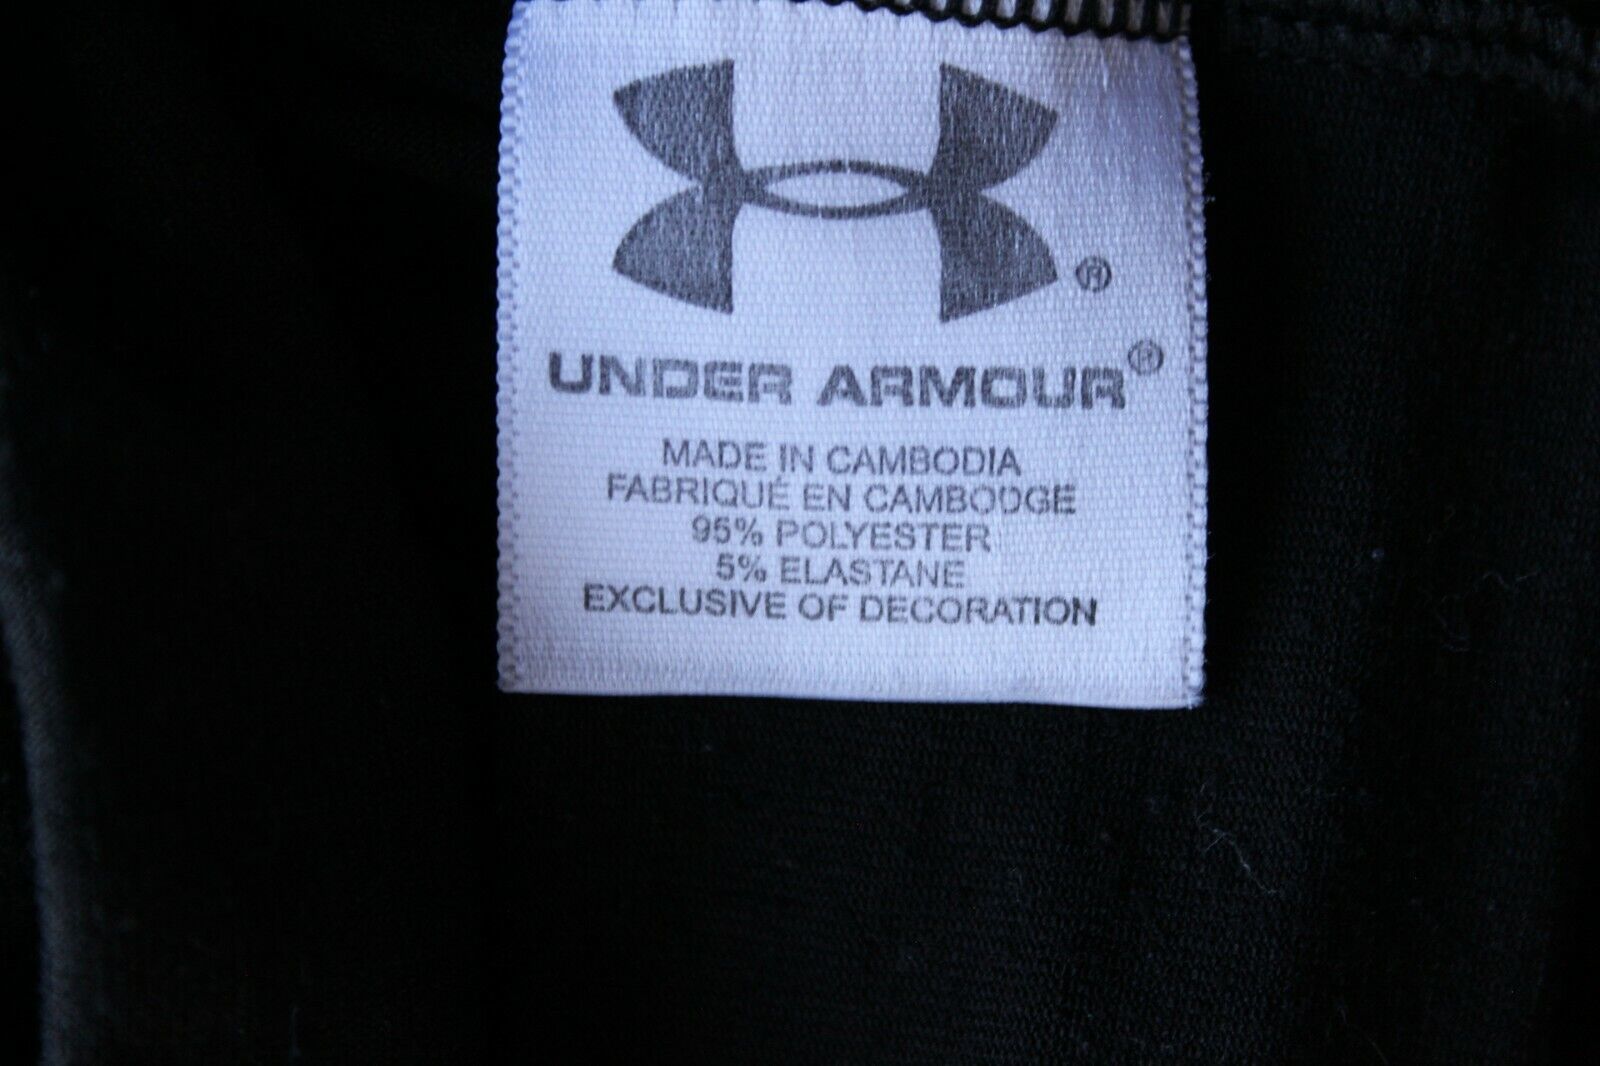 ®
UNDER ARMOUR®
MADE IN CAMBODIA
FABRIQUÉ EN CAMBODGE
95% POLYESTER
5% ELASTANE
EXCLUSIVE OF DECORATION